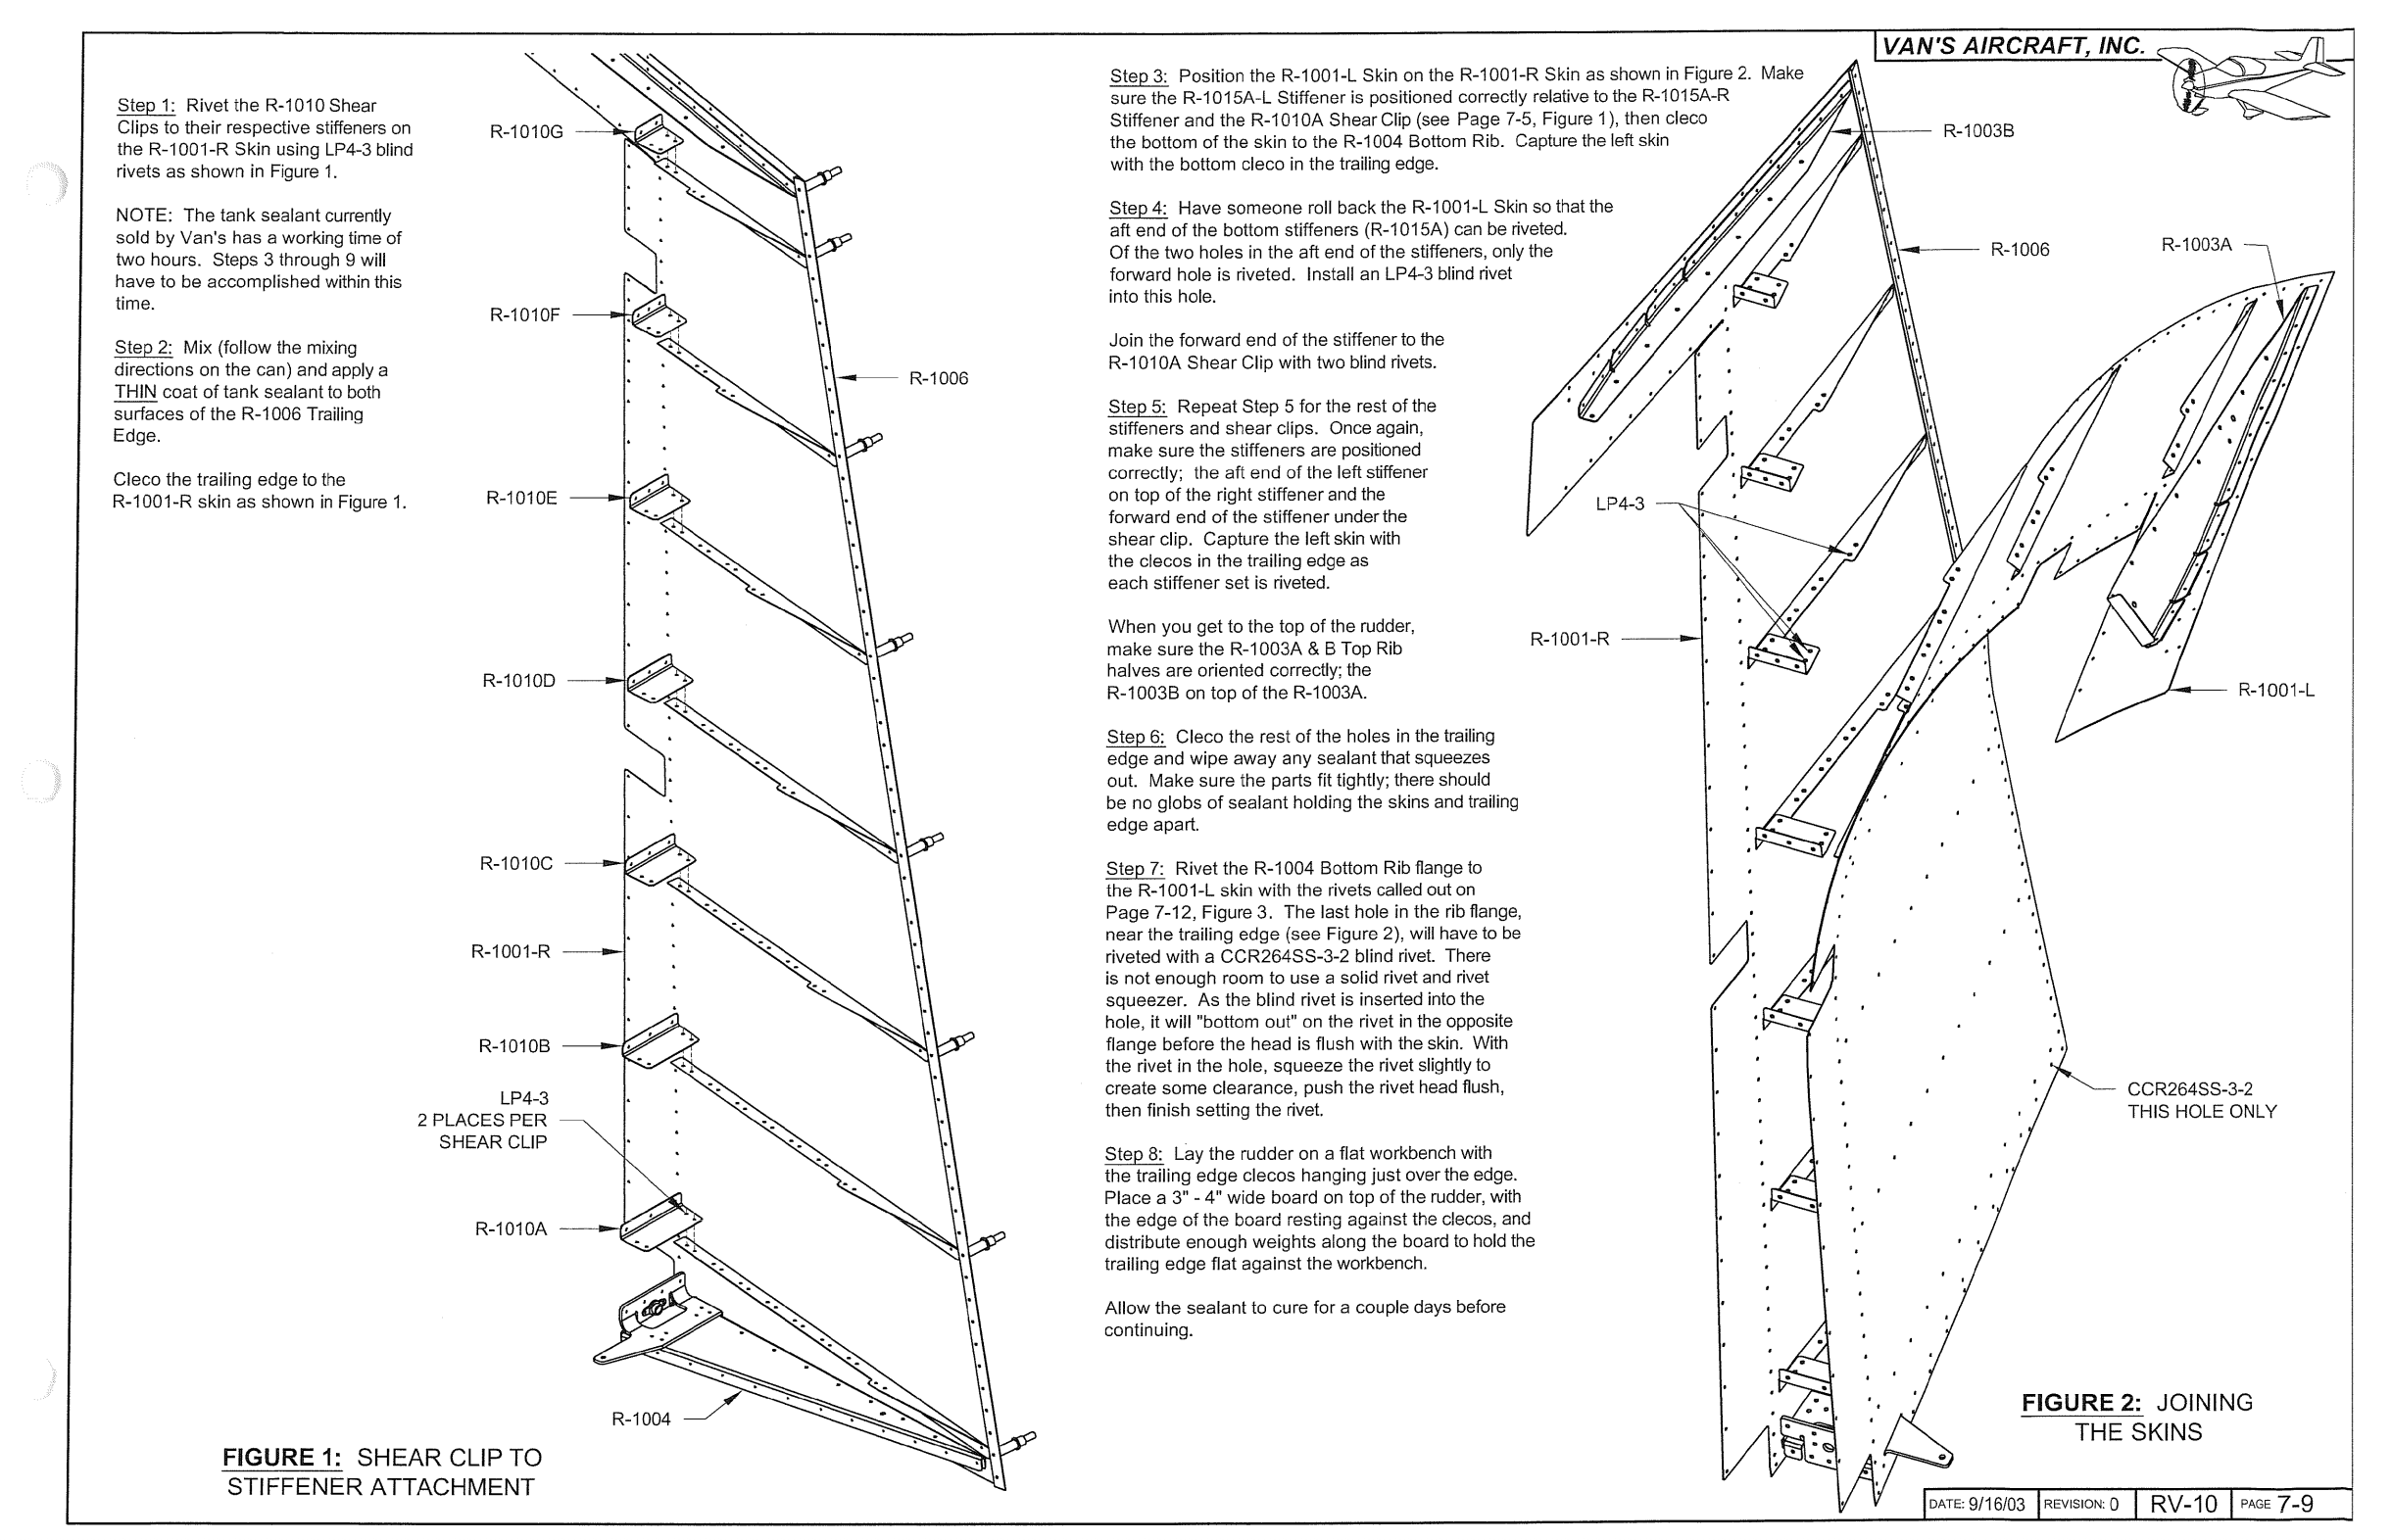 VAN'S AIRCRAFT, INC.
Step 1: Rivet the R-1010 Shear
Clips to their respective stiffeners on
the R-1001-R Skin using LP4-3 blind
rivets as shown in Figure 1.
NOTE: The tank sealant currently
sold by Van's has a working time of
two hours. Steps 3 through 9 will
have to be accomplished within this
time.
Step 2: Mix (follow the mixing
directions on the can) and apply a
THIN coat of tank sealant to both
surfaces of the R-1006 Trailing
Edge.
Cleco the trailing edge to the
R-1001-R skin as shown in Figure 1.
R-1010G
R-1010F
R-1006
R-1010E
R-1010D
R-1010C
R-1001-R
R-1010B
LP4-3
2 PLACES PER
SHEAR CLIP
R-1010A
R-1004
FIGURE 1: SHEAR CLIP TO
STIFFENER ATTACHMENT
Step 3: Position the R-1001-L Skin on the R-1001-R Skin as shown in Figure 2. Make
sure the R-1015A-L Stiffener is positioned correctly relative to the R-1015A-R
Stiffener and the R-1010A Shear Clip (see Page 7-5, Figure 1), then cleco
the bottom of the skin to the R-1004 Bottom Rib. Capture the left skin
with the bottom cleco in the trailing edge.
Step 4: Have someone roll back the R-1001-L Skin so that the
aft end of the bottom stiffeners (R-1015A) can be riveted.
Of the two holes in the aft end of the stiffeners, only the
forward hole is riveted. Install an LP4-3 blind rivet
into this hole.
Join the forward end of the stiffener to the
R-1010A Shear Clip with two blind rivets.
Step 5: Repeat Step 5 for the rest of the
stiffeners and shear clips. Once again,
make sure the stiffeners are positioned
correctly; the aft end of the left stiffener
on top of the right stiffener and the
forward end of the stiffener under the
shear clip. Capture the left skin with
the clecos in the trailing edge as
each stiffener set is riveted.
When you get to the top of the rudder,
make sure the R-1003A & B Top Rib
halves are oriented correctly; the
R-1003B on top of the R-1003A.
Step 6: Cleco the rest of the holes in the trailing
edge and wipe away any sealant that squeezes
out. Make sure the parts fit tightly; there should
be no globs of sealant holding the skins and trailing
edge apart.
Step 7: Rivet the R-1004 Bottom Rib flange to
the R-1001-L skin with the rivets called out on
Page 7-12, Figure 3. The last hole in the rib flange,
near the trailing edge (see Figure 2), will have to be
riveted with a CCR264SS-3-2 blind rivet. There
is not enough room to use a solid rivet and rivet
squeezer. As the blind rivet is inserted into the
hole, it will "bottom out" on the rivet in the opposite
flange before the head is flush with the skin. With
the rivet in the hole, squeeze the rivet slightly to
create some clearance, push the rivet head flush,
then finish setting the rivet.
Step 8: Lay the rudder on a flat workbench with
the trailing edge clecos hanging just over the edge.
Place a 3" - 4" wide board on top of the rudder, with
the edge of the board resting against the clecos, and
distribute enough weights along the board to hold the
trailing edge flat against the workbench.
Allow the sealant to cure for a couple days before
continuing.
R-1003B
R-1006
R-1003A
LP4-3
R-1001-R
R-1001-L
CCR264SS-3-2
THIS HOLE ONLY
FIGURE 2: JOINING
THE SKINS
DATE: 9/16/03 REVISION: 0 RV-10 PAGE 7-9